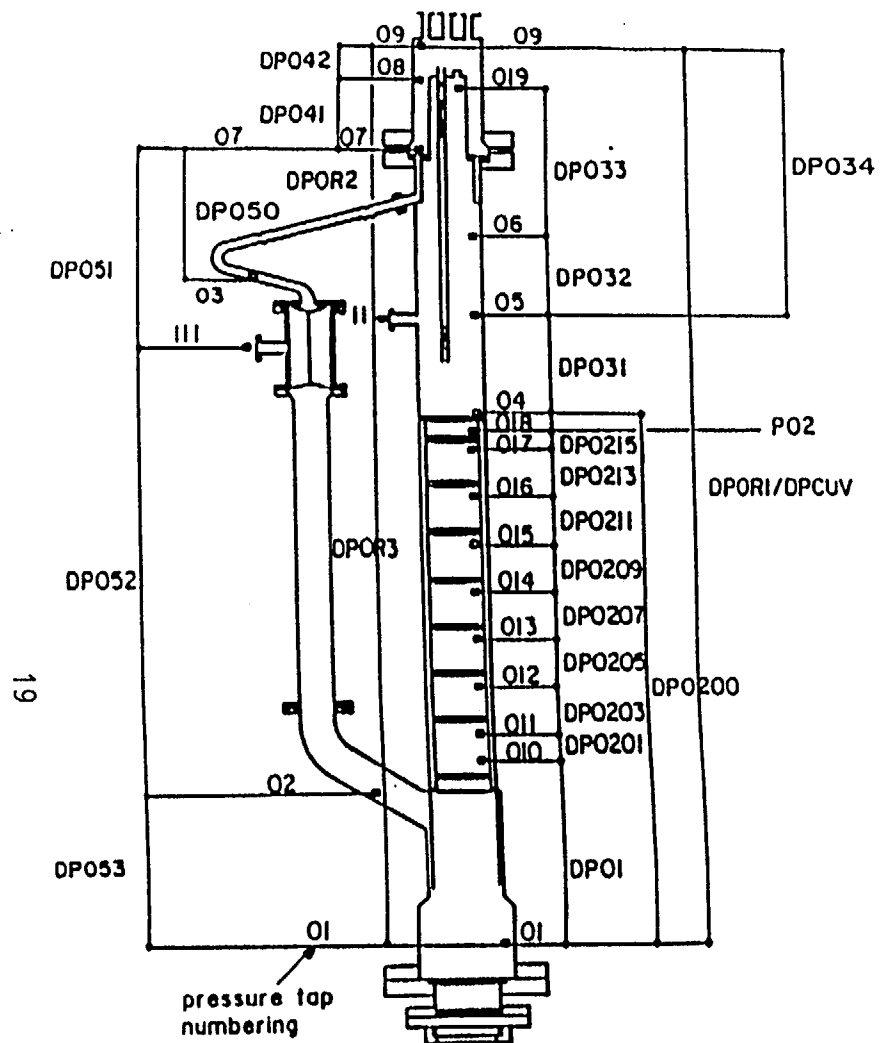 09
09
DP042
08
019
DP041
07
07
DP033
DP034
DPOR2
DP050
06
DP051
03
DP032
05
111
11
DP031
04
018
P02
017
DP0215
DP0213
016
DPOR1/DPCUV
DP0211
015
DPOR3
DP0209
014
DP052
DP0207
013
DP0205
012
DP0200
19
DP0203
011
DP0201
010
02
DP053
DP01
01
01
pressure tap
numbering